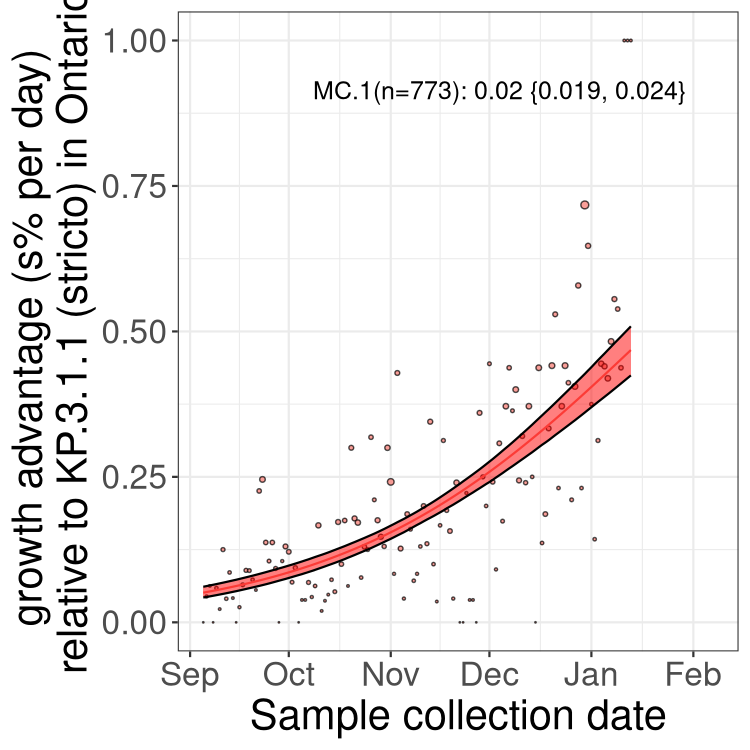 growth advantage (s% per day)
relative to KP.3.1.1 (stricto) in Ontario
1.00
0.75
0.50
0.25
0.00
MC.1(n=773): 0.02 {0.019, 0.024}
Sep Oct Nov Dec Jan Feb
Sample collection date